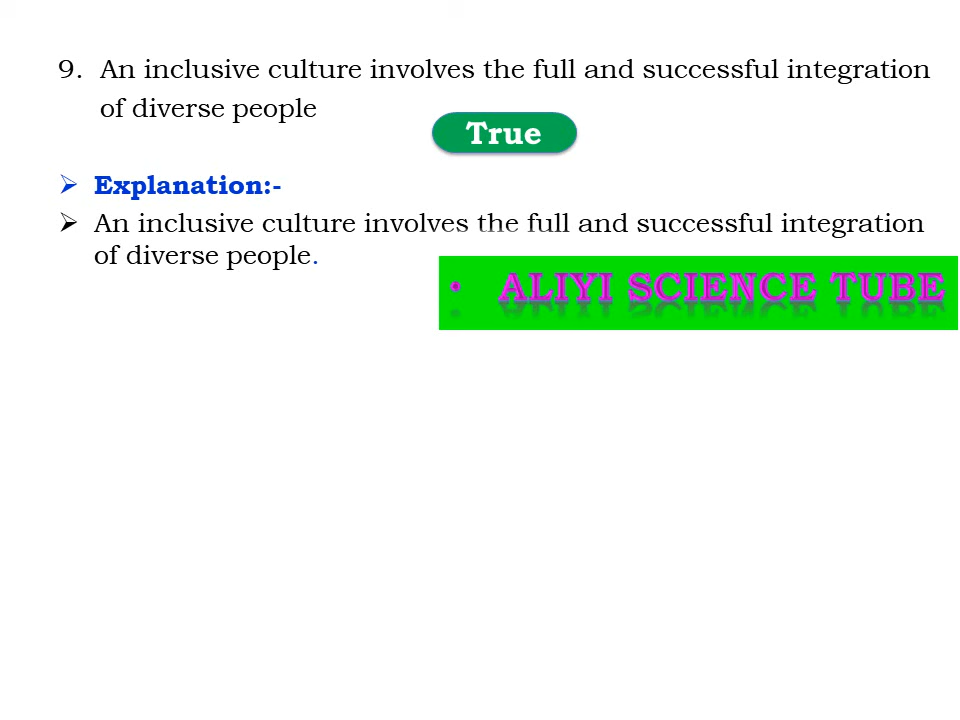 9. An inclusive culture involves the full and successful integration
of diverse people
True
➢ Explanation:-
➢ An inclusive culture involves the full and successful integration
of diverse people.
• ALIYI SCIENCE TUBE